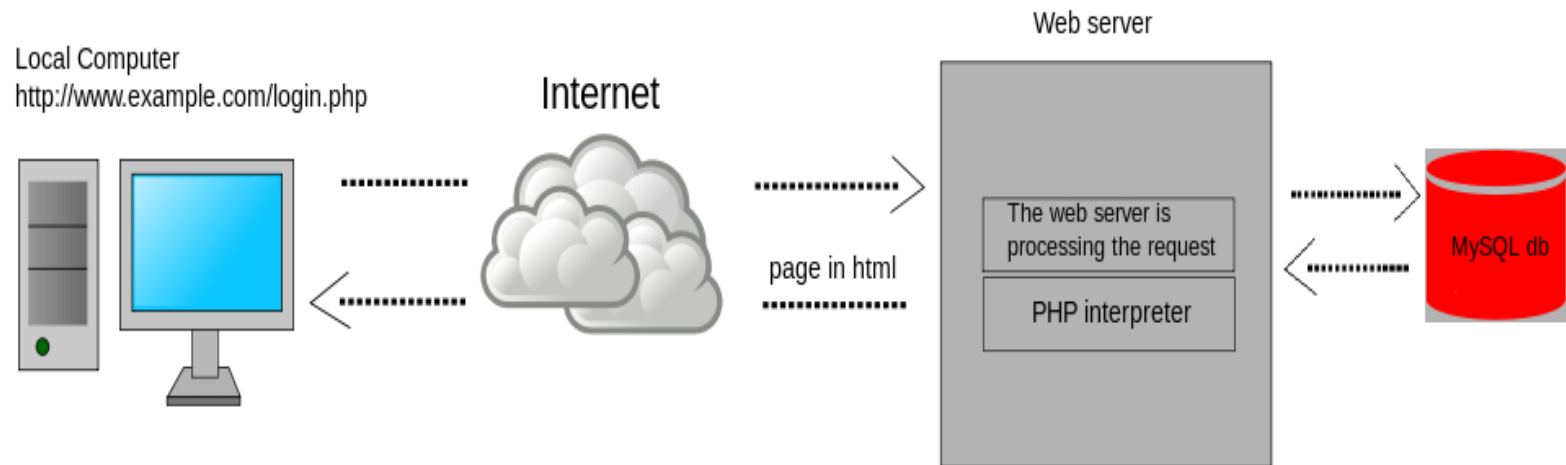 Local Computer
http://www.example.com/login.php
Internet
page in html
Web server
The web server is
processing the request
PHP interpreter
MySQL db